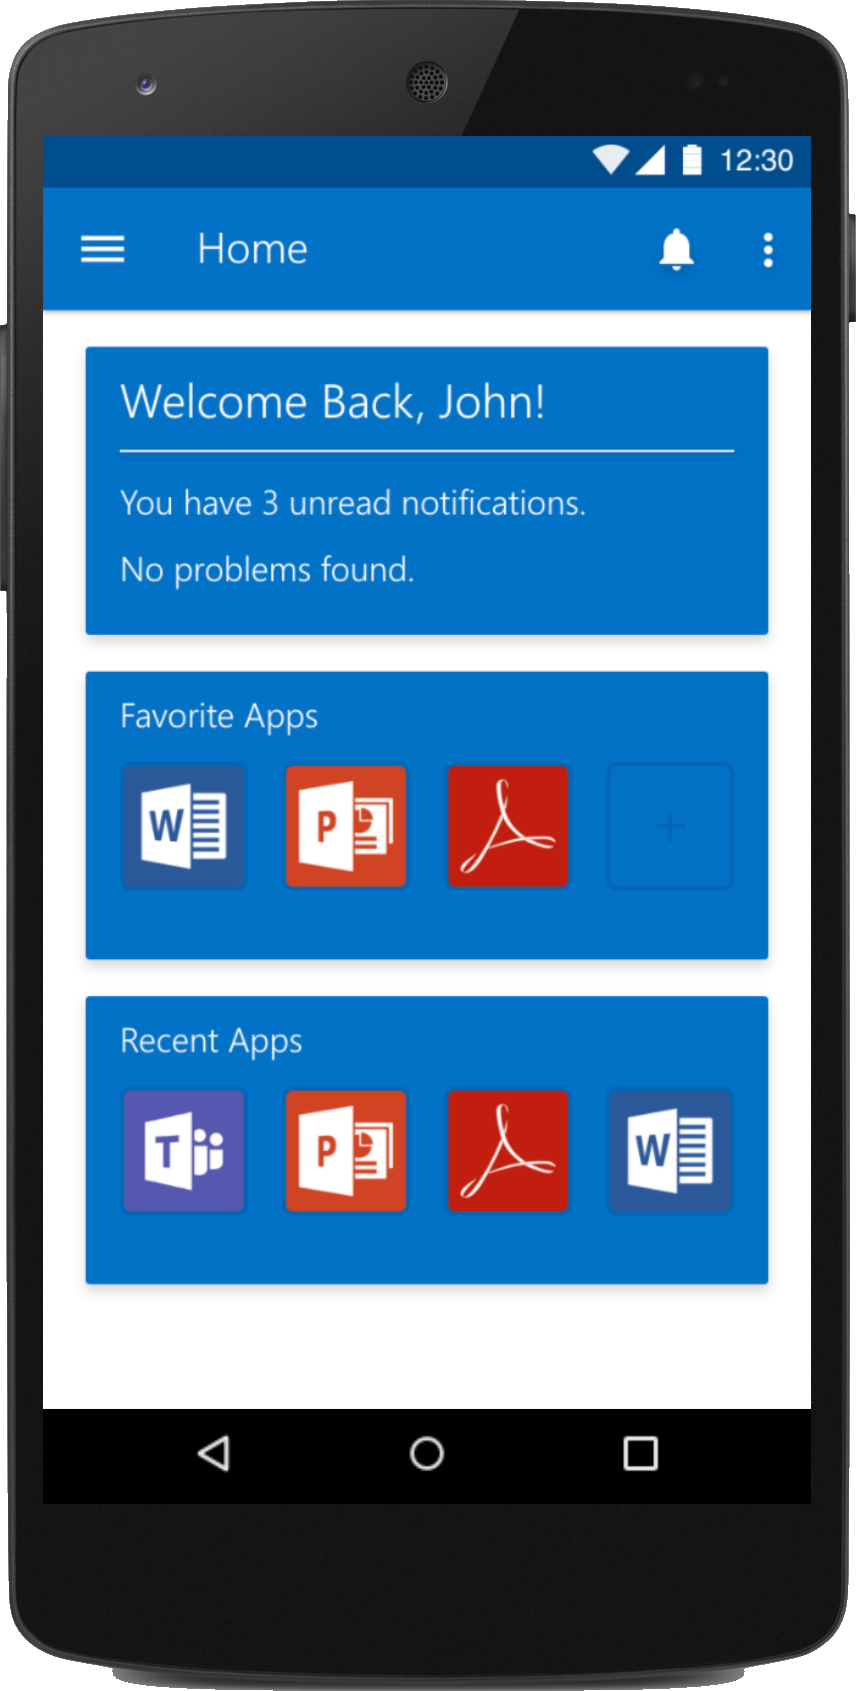 12:30
Home
Welcome Back, John!
You have 3 unread notifications.
No problems found.
Favorite Apps
W P
Recent Apps
T P W